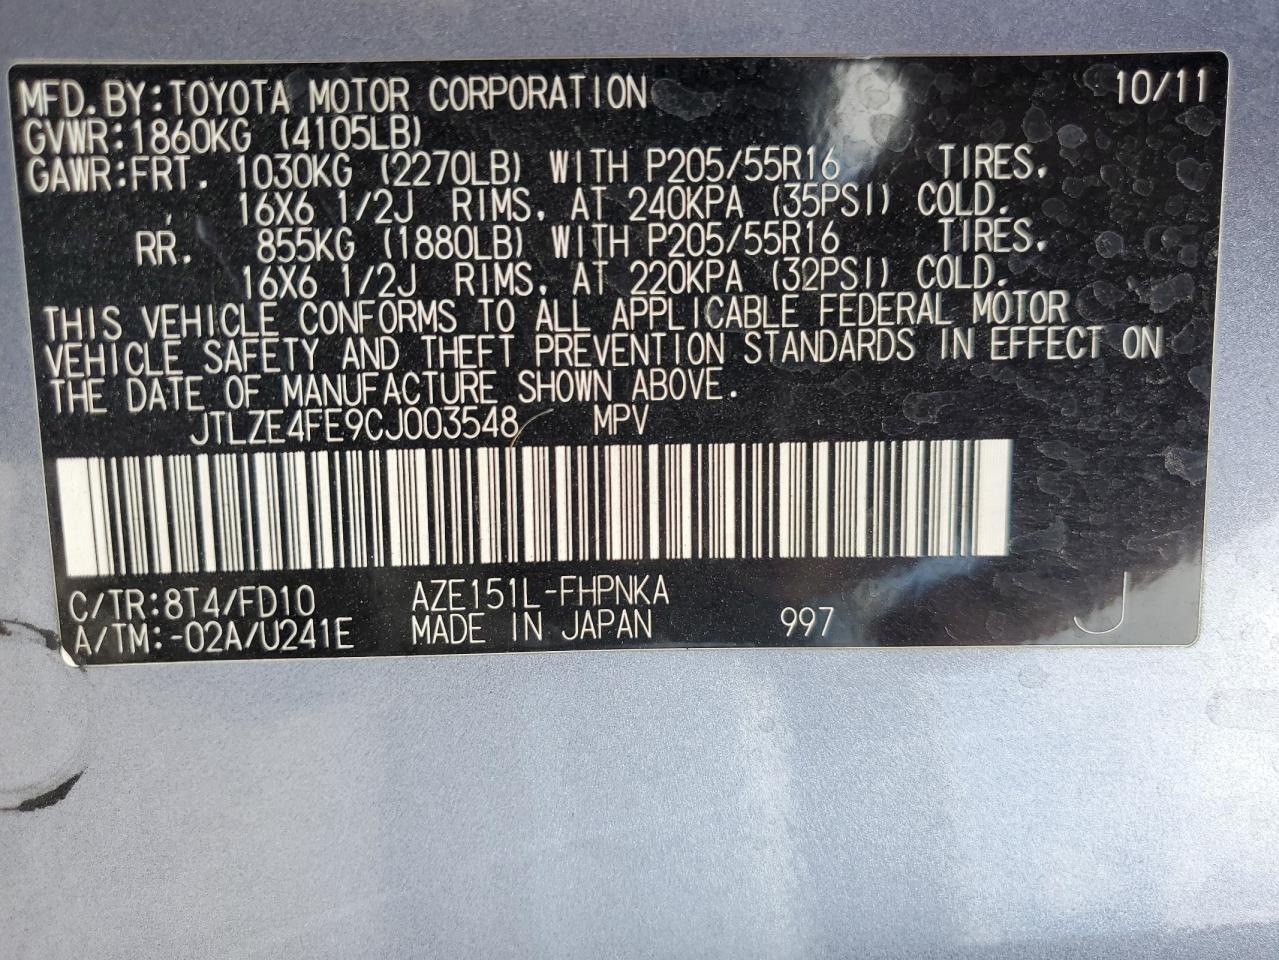 MFD.BY:TOYOTA MOTOR CORPORATION 10/11
GVWR:1860KG (4105LB)
GAWR:FRT. 1030KG (2270LB) WITH P205/55R16 TIRES.
16X6 1/2J RIMS, AT 240KPA (35PSI) COLD.
RR. 855KG (1880LB) WITH P205/55R16 TIRES.
16X6 1/2J RIMS. AT 220KPA (32PSI) COLD.
THIS VEHICLE CONFORMS TO ALL APPLICABLE FEDERAL MOTOR
VEHICLE SAFETY AND THEFT PREVENTION STANDARDS IN EFFECT ON
THE DATE OF MANUFACTURE SHOWN ABOVE.
JTLZE4FE9CJ003548 MPV
C/TR:8T4/FD10 AZE151L-FHPNKA
A/TM:-02A/U241E MADE IN JAPAN 997 J